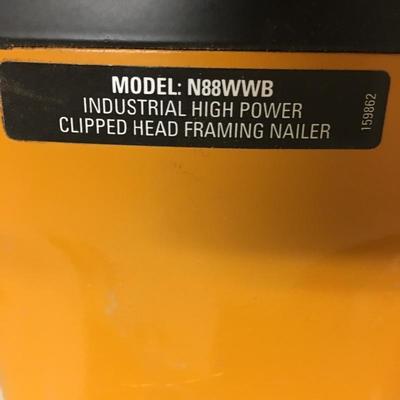 MODEL: N88WWB
INDUSTRIAL HIGH POWER
CLIPPED HEAD FRAMING NAILER
159862